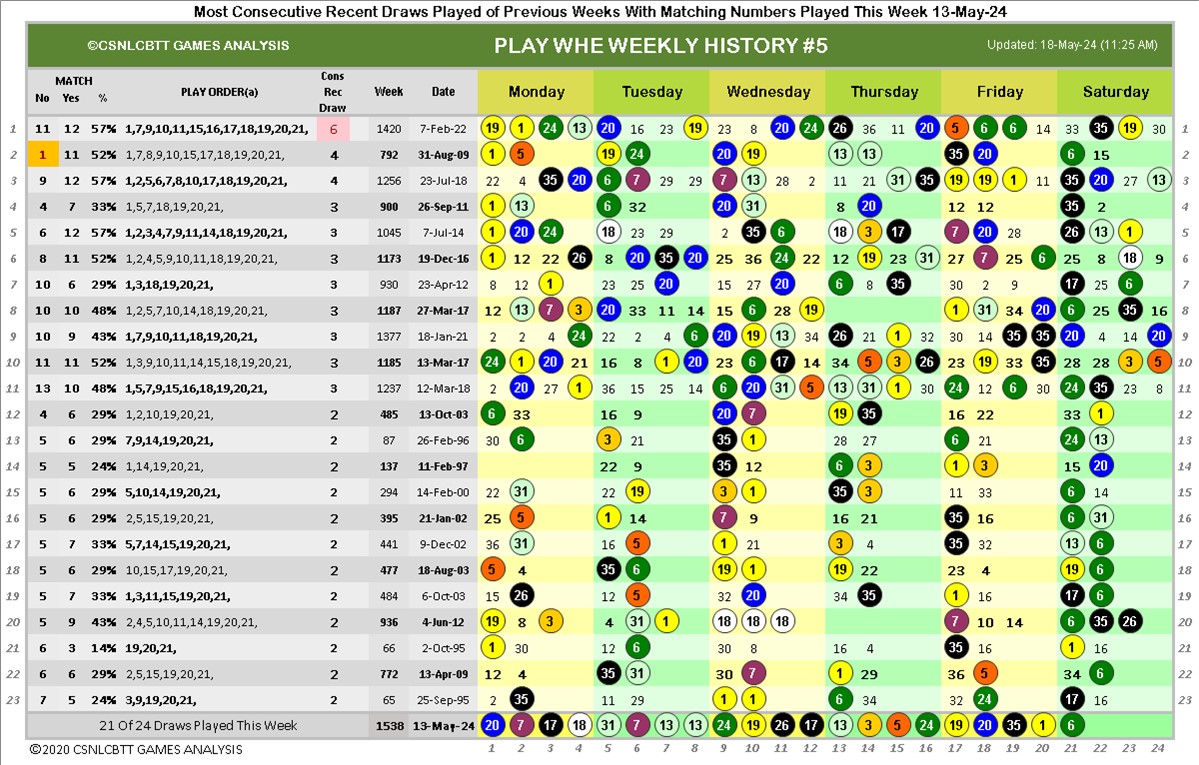 Most Consecutive Recent Draws Played of Previous Weeks With Matching Numbers Played This Week 13-May-24
©CSNLCBTT GAMES ANALYSIS PLAY WHE WEEKLY HISTORY #5 Updated: 18-May-24 (11:25 AM)
MATCH No Yes % PLAY ORDER(a) Cons Rec Draw Week Date Monday Tuesday Wednesday Thursday Friday Saturday
1 11 12 57% 1,7,9,10,11,15,16,17,18,19,20,21, 6 1420 7-Feb-22 19 1 24 13 20 16 23 19 23 8 20 24 26 36 11 20 5 6 6 14 33 35 19 30 1
2 1 11 52% 1,7,8,9,10,15,17,18,19,20,21, 4 792 31-Aug-09 1 5 19 24 20 19 13 13 35 20 6 15 2
3 9 12 57% 1,2,5,6,7,8,10,17,18,19,20,21, 4 1256 23-Jul-18 22 4 35 20 6 7 29 29 7 13 28 2 11 21 31 35 19 19 1 11 35 20 27 13 3
4 4 7 33% 1,5,7,18,19,20,21, 3 900 26-Sep-11 1 13 6 32 20 31 8 20 12 12 35 2 4
5 6 12 57% 1,2,3,4,7,9,11,14,18,19,20,21, 3 1045 7-Jul-14 1 20 24 18 23 29 2 35 6 18 3 17 7 20 28 26 13 1 5
6 8 11 52% 1,2,4,5,9,10,11,18,19,20,21, 3 1173 19-Dec-16 1 12 22 26 8 20 35 20 25 36 24 22 12 19 23 31 27 7 25 6 25 8 18 9 6
7 10 6 29% 1,3,18,19,20,21, 3 930 23-Apr-12 8 12 1 23 25 20 15 27 20 6 8 35 30 2 9 17 25 6 7
8 10 10 48% 1,2,5,7,10,14,18,19,20,21, 3 1187 27-Mar-17 12 13 7 3 20 33 11 14 15 6 28 19 1 31 34 20 6 25 35 16 8
9 10 9 43% 1,7,9,10,11,18,19,20,21, 3 1377 18-Jan-21 2 2 4 24 22 2 4 6 20 19 13 34 26 21 1 32 30 14 35 35 20 4 14 20 9
10 10 11 52% 1,3,9,10,11,14,15,18,19,20,21, 3 1185 13-Mar-17 24 1 20 21 16 8 1 20 23 6 17 14 34 5 3 26 23 19 33 35 28 28 3 5 10
11 13 10 48% 1,5,7,9,15,16,18,19,20,21, 3 1237 12-Mar-18 2 20 27 1 36 15 25 14 6 20 31 5 13 31 1 30 24 12 6 30 24 35 23 8 11
12 4 6 29% 1,2,10,19,20,21, 2 485 13-Oct-03 6 33 16 9 20 7 19 35 16 22 33 1 12
13 5 6 29% 7,9,14,19,20,21, 2 87 26-Feb-96 30 6 3 21 35 1 28 27 6 21 24 13 13
14 5 5 24% 1,14,19,20,21, 2 137 11-Feb-97 22 9 35 12 6 3 1 3 15 20 14
15 5 6 29% 5,10,14,19,20,21, 2 294 14-Feb-00 22 31 22 19 3 1 35 3 11 33 6 14 15
16 5 6 29% 2,5,15,19,20,21, 2 395 21-Jan-02 25 5 1 14 7 9 16 21 35 16 6 31 16
17 5 7 33% 5,7,14,15,19,20,21, 2 441 9-Dec-02 36 31 16 5 1 21 3 4 35 32 13 6 17
18 5 6 29% 10,15,17,19,20,21, 2 477 18-Aug-03 5 4 35 6 19 1 19 22 23 4 19 6 18
19 5 7 33% 1,3,11,15,19,20,21, 2 484 6-Oct-03 15 26 12 5 32 20 34 35 1 16 17 6 19
20 5 9 43% 2,4,5,10,11,14,19,20,21, 2 936 4-Jun-12 19 8 3 4 31 1 18 18 18 7 10 14 6 35 26 20
21 6 3 14% 19,20,21, 2 66 2-Oct-95 1 30 12 6 30 8 16 4 35 16 1 16 21
22 6 6 29% 2,5,15,19,20,21, 2 772 13-Apr-09 12 4 35 31 30 7 1 29 36 5 34 6 22
23 7 5 24% 3,9,19,20,21, 2 65 25-Sep-95 2 35 11 29 1 1 6 34 32 24 17 16 23
21 Of 24 Draws Played This Week 1538 13-May-24 20 7 17 18 31 7 13 13 24 19 26 17 13 3 5 24 19 20 35 1 6
©2020 CSNLCBTT GAMES ANALYSIS 1 2 3 4 5 6 7 8 9 10 11 12 13 14 15 16 17 18 19 20 21 22 23 24